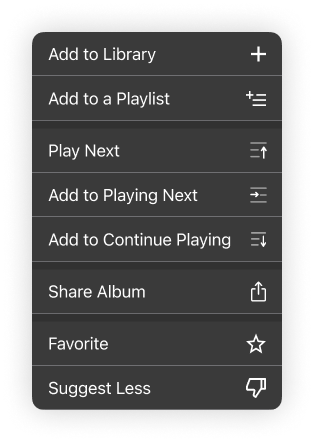 Add to Library
Add to a Playlist
Play Next
Add to Playing Next
Add to Continue Playing
Share Album
Favorite
Suggest Less